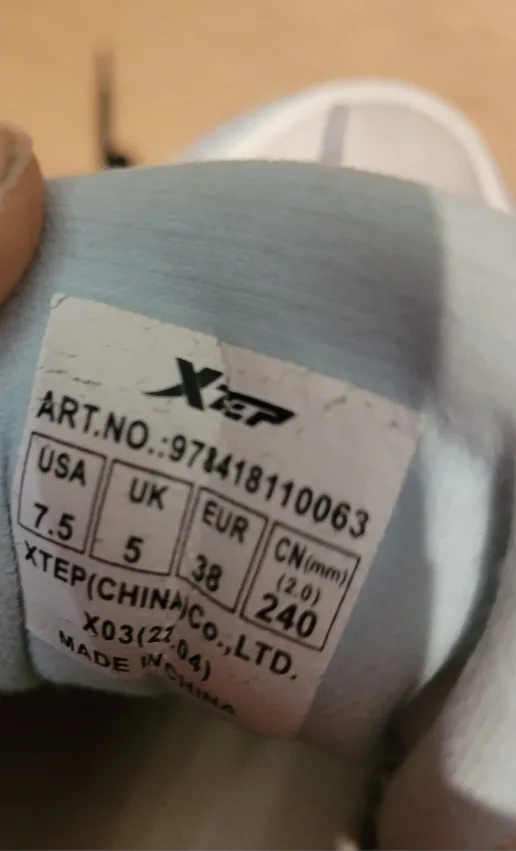 XTEP
ART.NO.:978418110063
USA UK EUR CN(mm)
(2.0)
7.5 5 38 240
XTEP(CHINA)Co.,LTD.
X03(22.04)
MADE IN CHINA